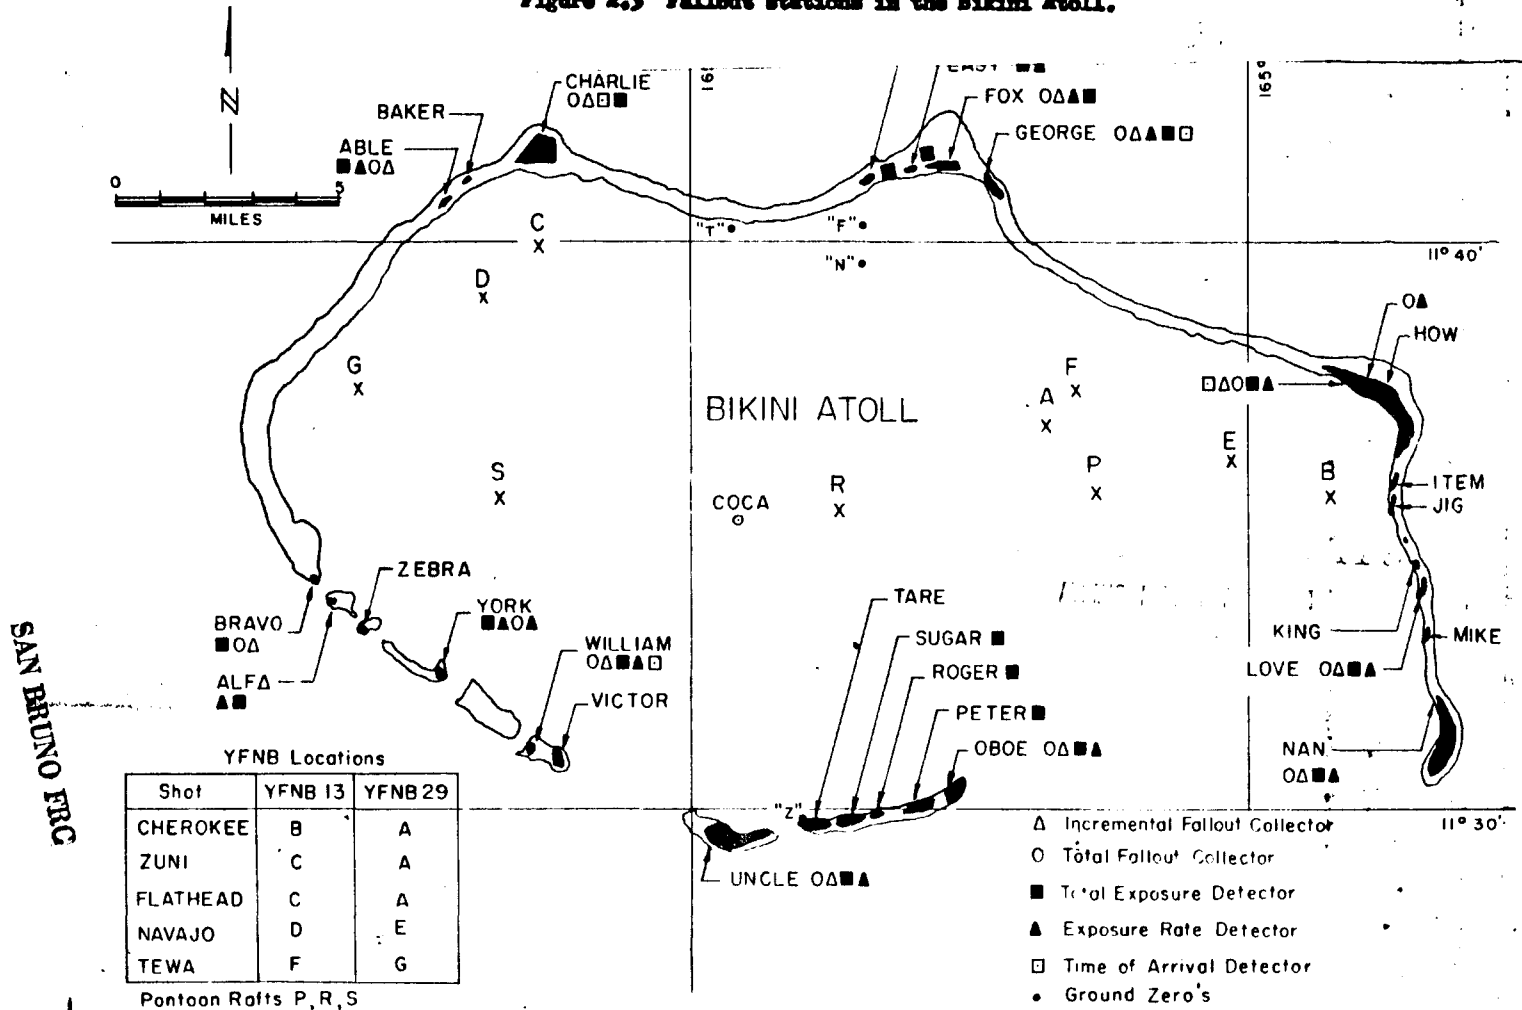 Figure 2.5 Fallout Stations in the Bikini Atoll.
N
0 5
MILES
CHARLIE
BAKER
ABLE
EASY
FOX
GEORGE
165°
C
"T"
"F"
"N"
11° 40'
D
HOW
G
F
A
BIKINI ATOLL
E
S
R
P
B
COCA
ITEM
JIG
ZEBRA
BRAVO
YORK
TARE
WILLIAM
SUGAR
KING
MIKE
ALFA
ROGER
LOVE
VICTOR
PETER
OBOE
NAN
SAN BRUNO FRC
"Z"
11° 30'
UNCLE
YFNB Locations
Shot YFNB 13 YFNB 29
CHEROKEE B A
ZUNI C A
FLATHEAD C A
NAVAJO D E
TEWA F G
Pontoon Rafts P, R, S
Δ Incremental Fallout Collector
O Total Fallout Collector
■ Total Exposure Detector
▲ Exposure Rate Detector
⊡ Time of Arrival Detector
• Ground Zero's